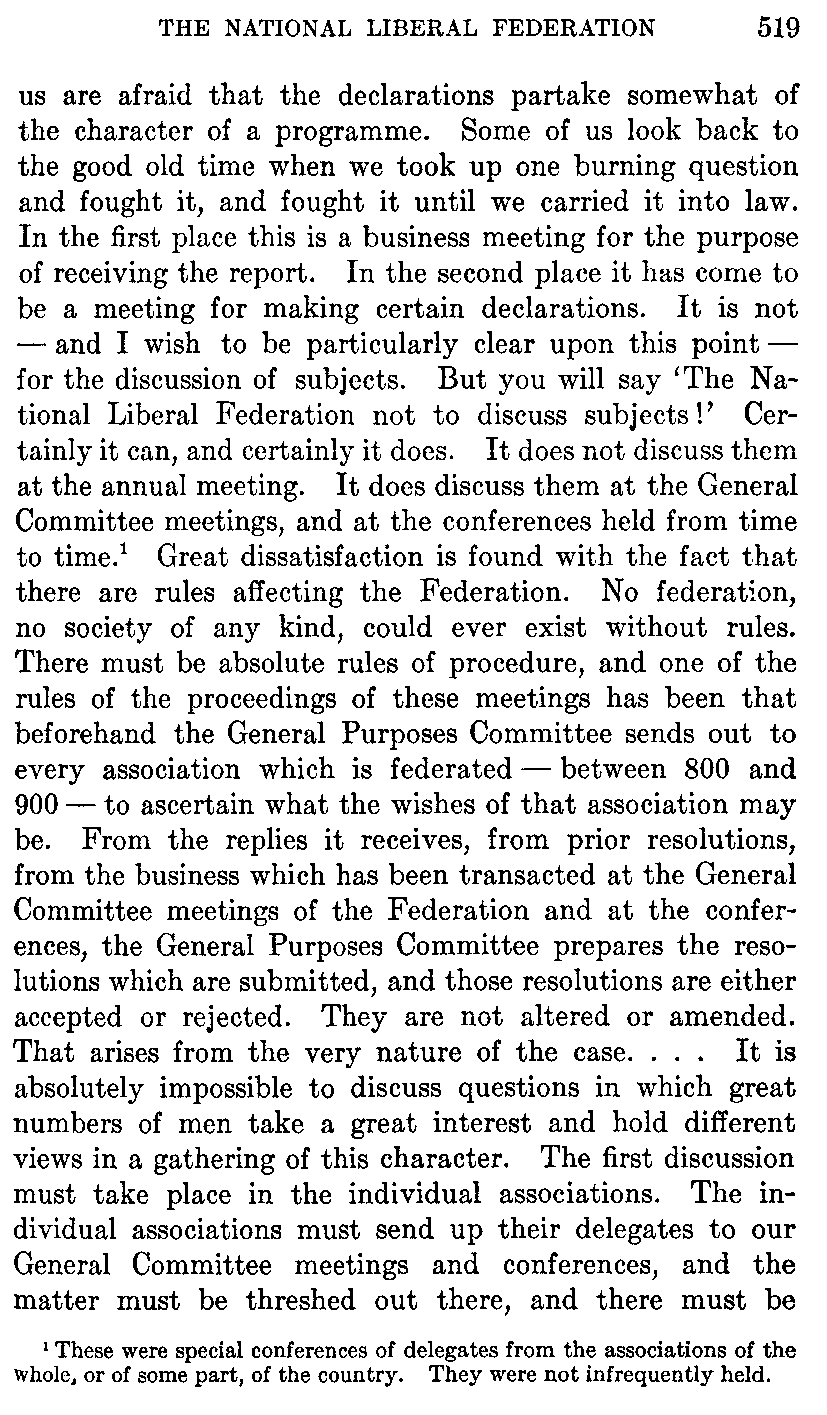 THE NATIONAL LIBERAL FEDERATION 519
us are afraid that the declarations partake somewhat of
the character of a programme. Some of us look back to
the good old time when we took up one burning question
and fought it, and fought it until we carried it into law.
In the first place this is a business meeting for the purpose
of receiving the report. In the second place it has come to
be a meeting for making certain declarations. It is not
— and I wish to be particularly clear upon this point —
for the discussion of subjects. But you will say 'The Na-
tional Liberal Federation not to discuss subjects!' Cer-
tainly it can, and certainly it does. It does not discuss them
at the annual meeting. It does discuss them at the General
Committee meetings, and at the conferences held from time
to time.¹ Great dissatisfaction is found with the fact that
there are rules affecting the Federation. No federation,
no society of any kind, could ever exist without rules.
There must be absolute rules of procedure, and one of the
rules of the proceedings of these meetings has been that
beforehand the General Purposes Committee sends out to
every association which is federated — between 800 and
900 — to ascertain what the wishes of that association may
be. From the replies it receives, from prior resolutions,
from the business which has been transacted at the General
Committee meetings of the Federation and at the confer-
ences, the General Purposes Committee prepares the reso-
lutions which are submitted, and those resolutions are either
accepted or rejected. They are not altered or amended.
That arises from the very nature of the case. . . . It is
absolutely impossible to discuss questions in which great
numbers of men take a great interest and hold different
views in a gathering of this character. The first discussion
must take place in the individual associations. The in-
dividual associations must send up their delegates to our
General Committee meetings and conferences, and the
matter must be threshed out there, and there must be
¹ These were special conferences of delegates from the associations of the
whole, or of some part, of the country. They were not infrequently held.